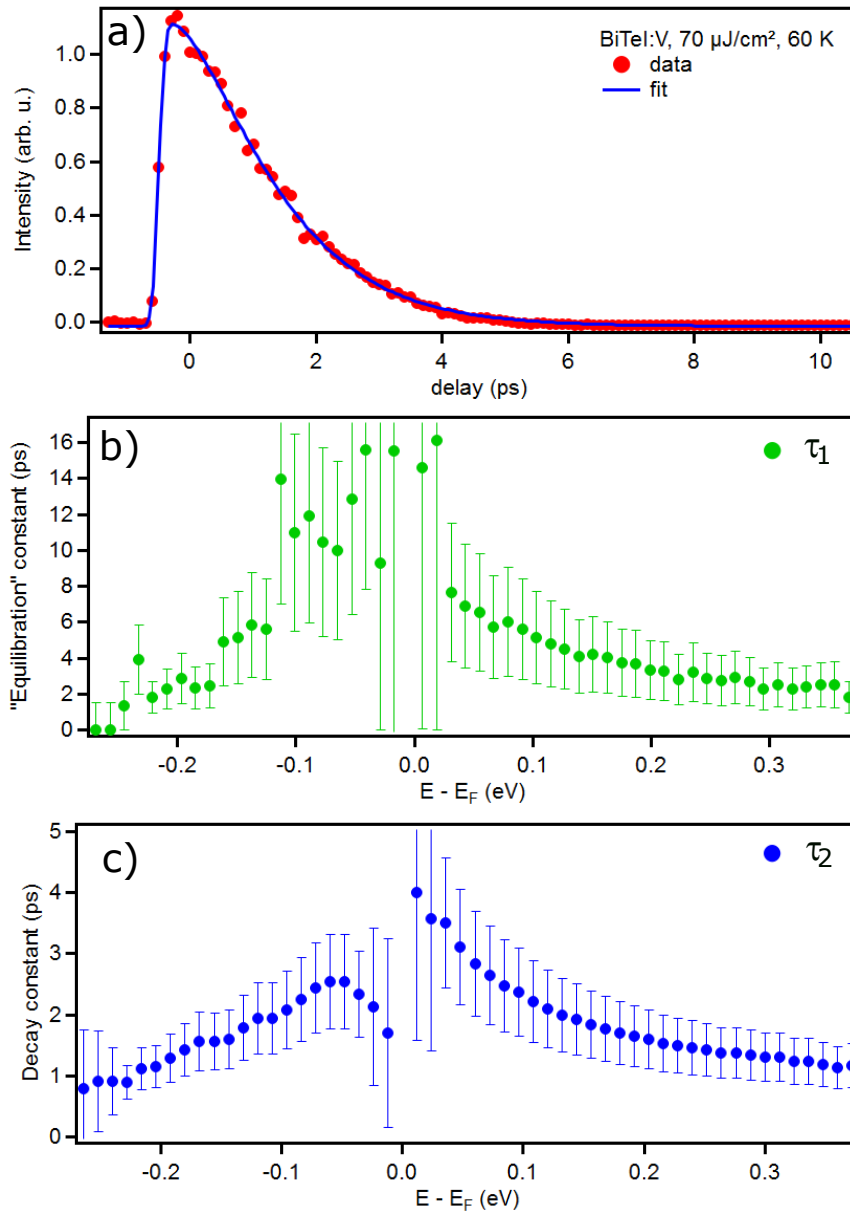 a)
BiTeI:V, 70 µJ/cm², 60 K
data
fit
Intensity (arb. u.)
1.0
0.8
0.6
0.4
0.2
0.0
0 2 4 6 8 10
delay (ps)
b)
τ1
"Equilibration" constant (ps)
16
14
12
10
8
6
4
2
0
-0.2 -0.1 0.0 0.1 0.2 0.3
E - EF (eV)
c)
τ2
Decay constant (ps)
5
4
3
2
1
0
-0.2 -0.1 0.0 0.1 0.2 0.3
E - EF (eV)